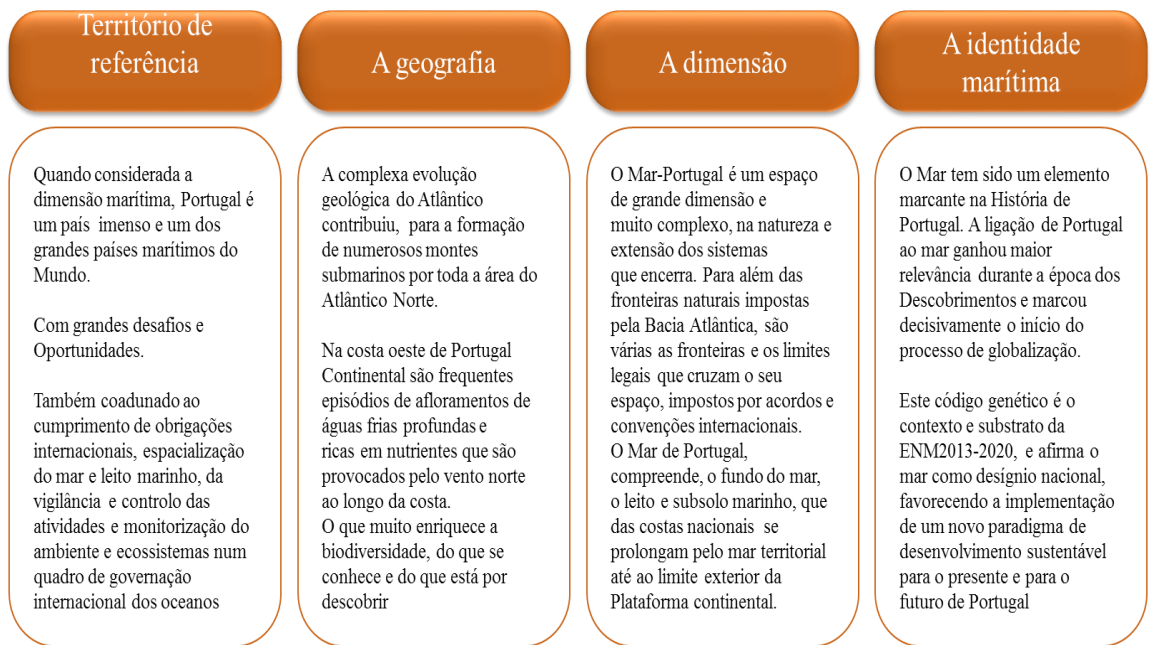 Território de
referência
Quando considerada a
dimensão marítima, Portugal é
um país imenso e um dos
grandes países marítimos do
Mundo.
Com grandes desafios e
Oportunidades.
Também coadunado ao
cumprimento de obrigações
internacionais, espacialização
do mar e leito marinho, da
vigilância e controlo das
atividades e monitorização do
ambiente e ecossistemas num
quadro de governação
internacional dos oceanos
A geografia
A complexa evolução
geológica do Atlântico
contribuiu, para a formação
de numerosos montes
submarinos por toda a área do
Atlântico Norte.
Na costa oeste de Portugal
Continental são frequentes
episódios de afloramentos de
águas frias profundas e
ricas em nutrientes que são
provocados pelo vento norte
ao longo da costa.
O que muito enriquece a
biodiversidade, do que se
conhece e do que está por
descobrir
A dimensão
O Mar-Portugal é um espaço
de grande dimensão e
muito complexo, na natureza e
extensão dos sistemas
que encerra. Para além das
fronteiras naturais impostas
pela Bacia Atlântica, são
várias as fronteiras e os limites
legais que cruzam o seu
espaço, impostos por acordos e
convenções internacionais.
O Mar de Portugal,
compreende, o fundo do mar,
o leito e subsolo marinho, que
das costas nacionais se
prolongam pelo mar territorial
até ao limite exterior da
Plataforma continental.
A identidade
marítima
O Mar tem sido um elemento
marcante na História de
Portugal. A ligação de Portugal
ao mar ganhou maior
relevância durante a época dos
Descobrimentos e marcou
decisivamente o início do
processo de globalização.
Este código genético é o
contexto e substrato da
ENM2013-2020, e afirma o
mar como desígnio nacional,
favorecendo a implementação
de um novo paradigma de
desenvolvimento sustentável
para o presente e para o
futuro de Portugal